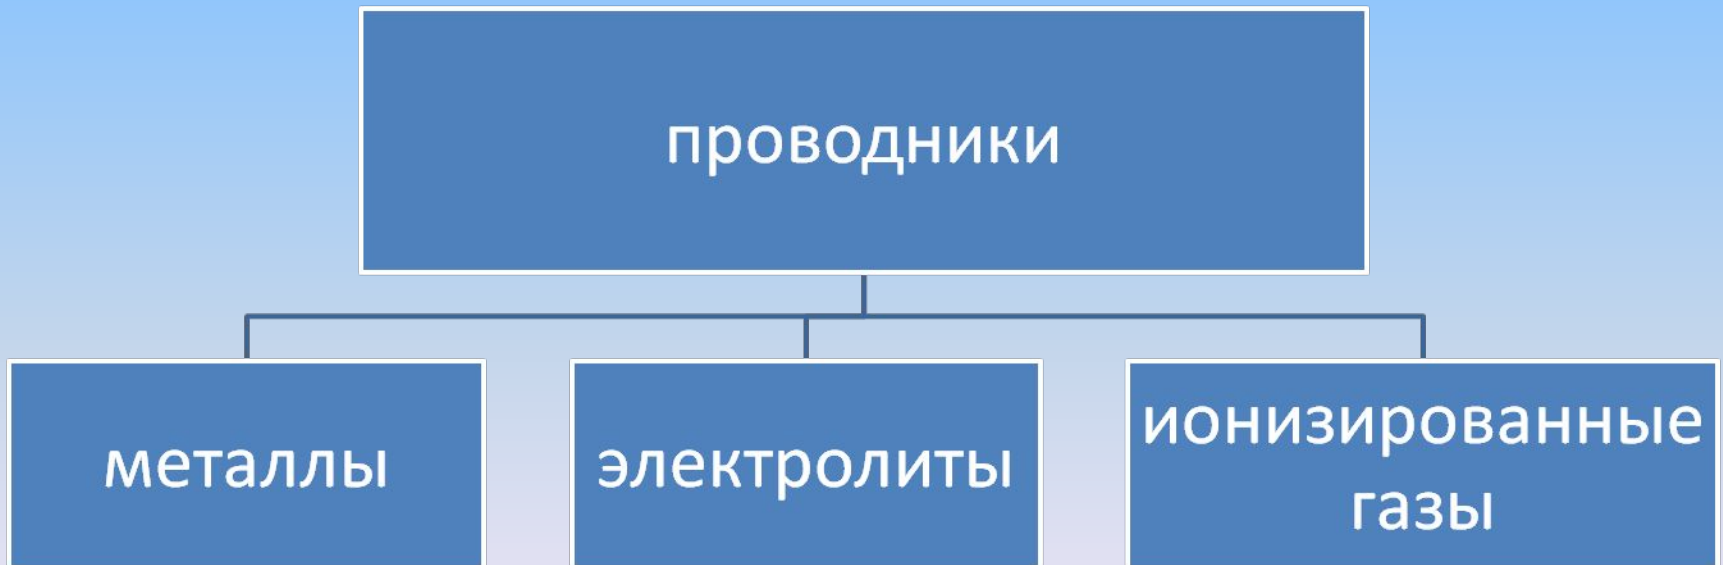 проводники
металлы
электролиты
ионизированные
газы